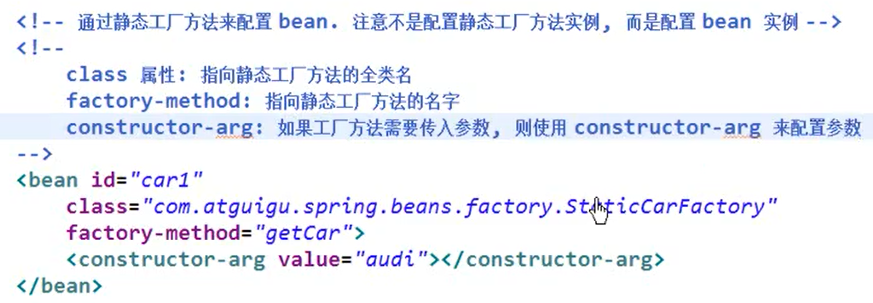 <!-- 通过静态工厂方法来配置 bean. 注意不是配置静态工厂方法实例, 而是配置 bean 实例 -->
<!--
class 属性: 指向静态工厂方法的全类名
factory-method: 指向静态工厂方法的名字
constructor-arg: 如果工厂方法需要传入参数, 则使用 constructor-arg 来配置参数
-->
<bean id="car1"
class="com.atguigu.spring.beans.factory.StaticCarFactory"
factory-method="getCar">
<constructor-arg value="audi"></constructor-arg>
</bean>